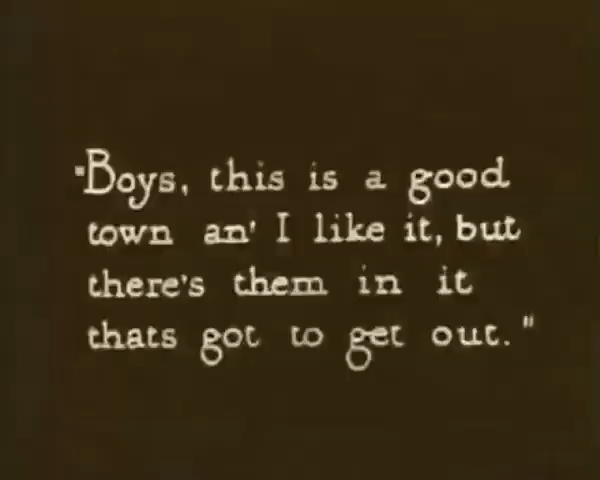 "Boys, this is a good
town an' I like it, but
there's them in it
thats got to get out."